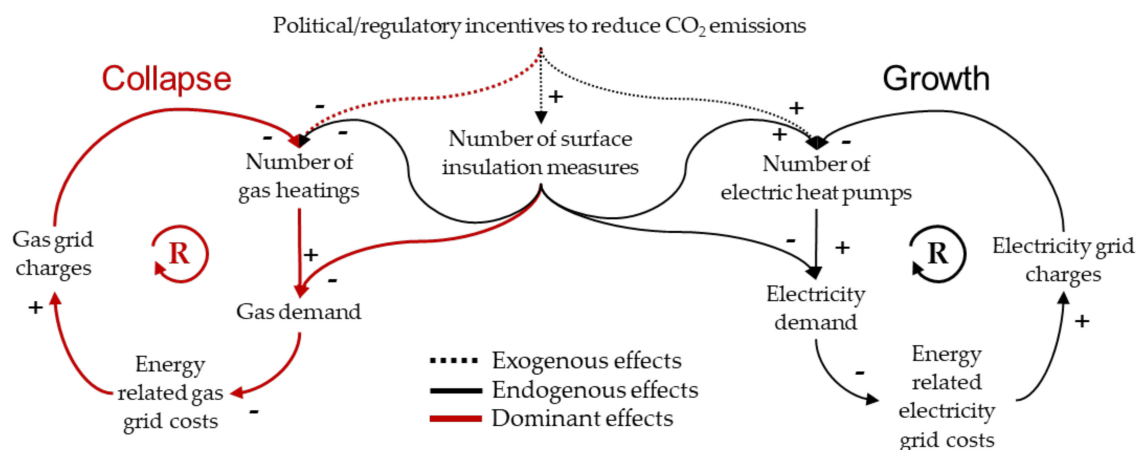 Political/regulatory incentives to reduce CO₂ emissions
Collapse
Growth
-
+
+
-
-
+
-
Number of
gas heatings
Number of surface
insulation measures
Number of
electric heat pumps
Gas grid
charges
R
+
-
-
+
R
Electricity grid
charges
+
Gas demand
Electricity
demand
+
Energy
related gas
grid costs
-
Exogenous effects
Endogenous effects
Dominant effects
-
Energy
related
electricity
grid costs